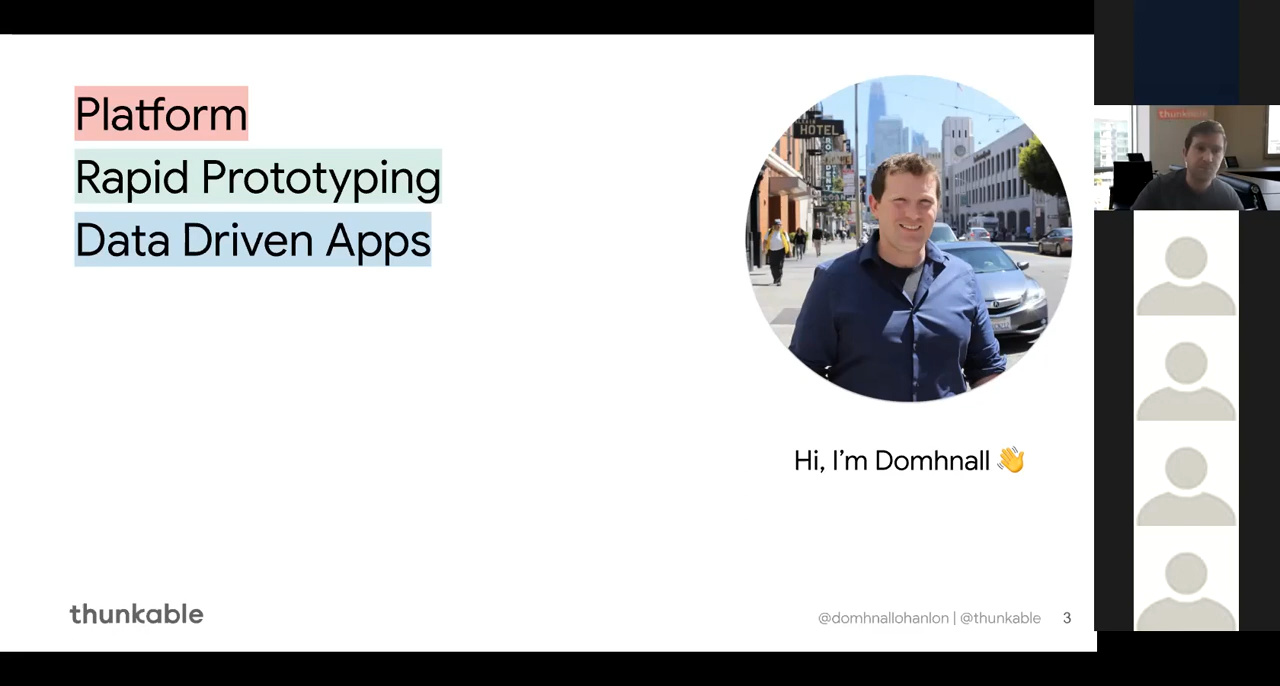 Platform
Rapid Prototyping
Data Driven Apps
HOTEL
thunkable
Hi, I'm Domhnall 👋
thunkable
@domhnallohanlon | @thunkable
3